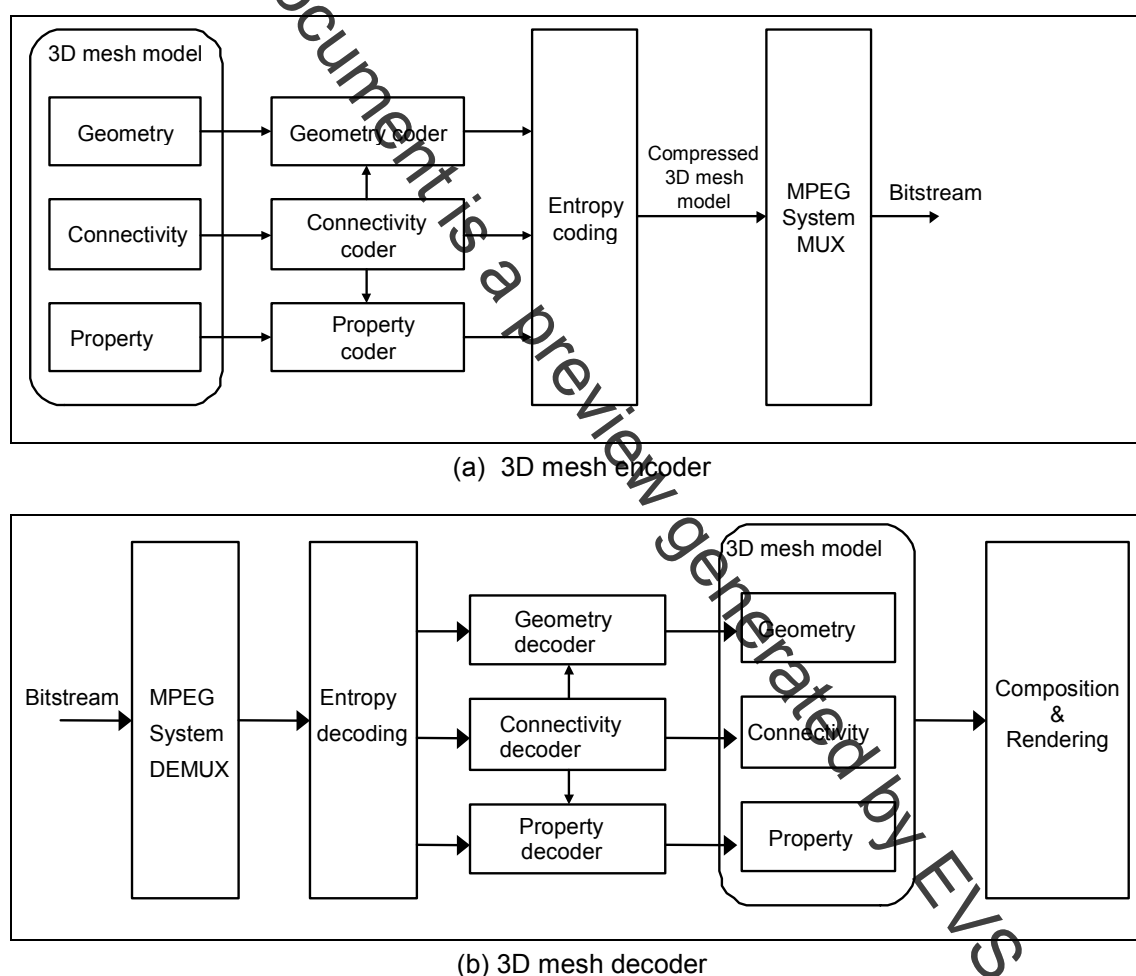 3D mesh model
Geometry
Geometry coder
Connectivity
Connectivity
coder
Property
Property
coder
Entropy
coding
Compressed
3D mesh
model
MPEG
System
MUX
Bitstream
(a) 3D mesh encoder
Bitstream
MPEG
System
DEMUX
Entropy
decoding
Geometry
decoder
Connectivity
decoder
Property
decoder
3D mesh model
Geometry
Connectivity
Property
Composition
&
Rendering
(b) 3D mesh decoder
ocument is a preview generated by EVS